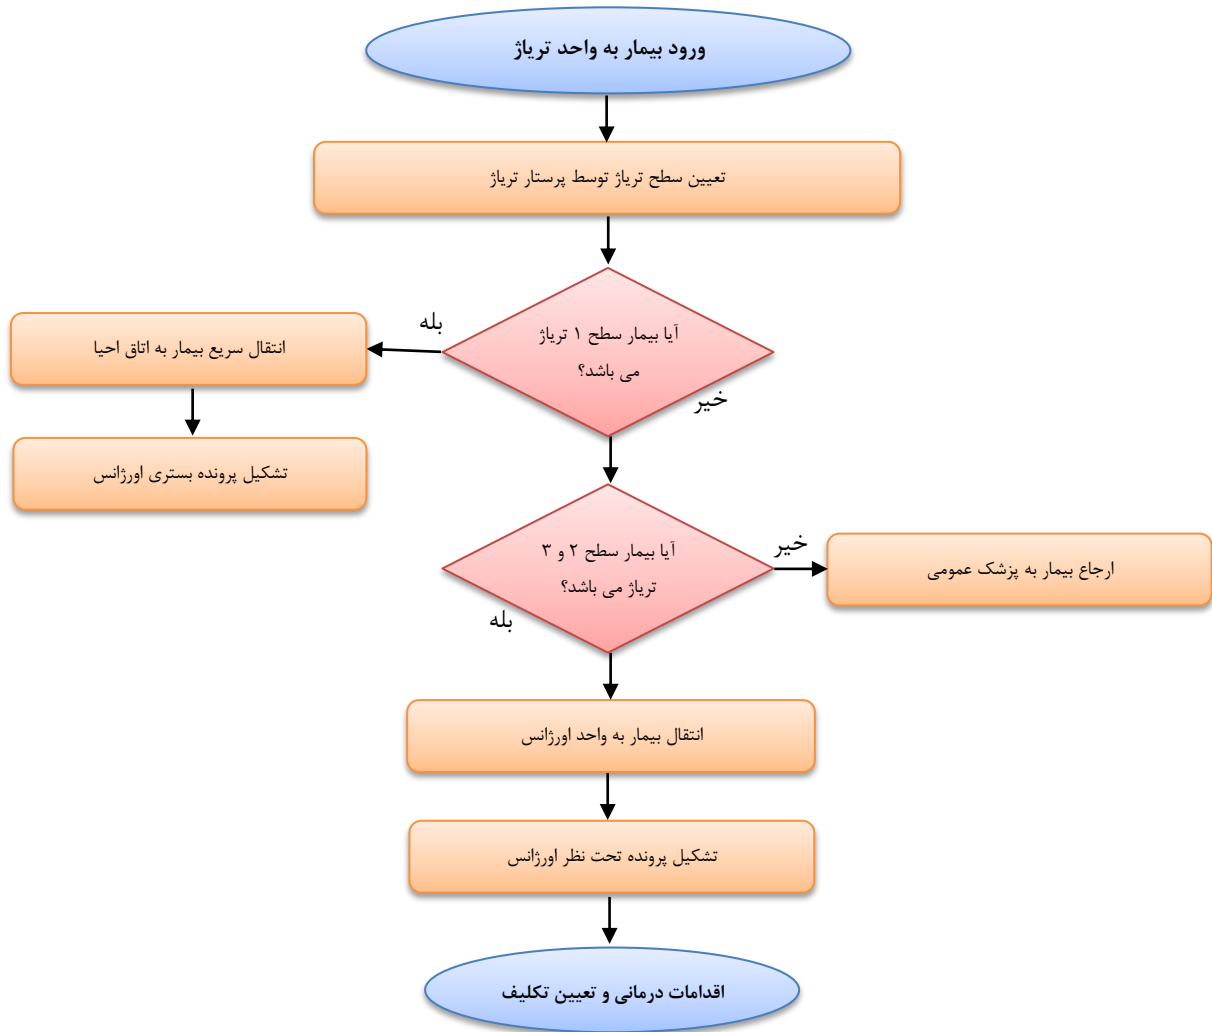 ورود بیمار به واحد تریاژ
تعیین سطح تریاژ توسط پرستار تریاژ
آیا بیمار سطح ۱ تریاژ
می باشد؟
بله
انتقال سریع بیمار به اتاق احیا
تشکیل پرونده بستری اورژانس
خیر
آیا بیمار سطح ۲ و ۳
تریاژ می باشد؟
خیر
ارجاع بیمار به پزشک عمومی
بله
انتقال بیمار به واحد اورژانس
تشکیل پرونده تحت نظر اورژانس
اقدامات درمانی و تعیین تکلیف